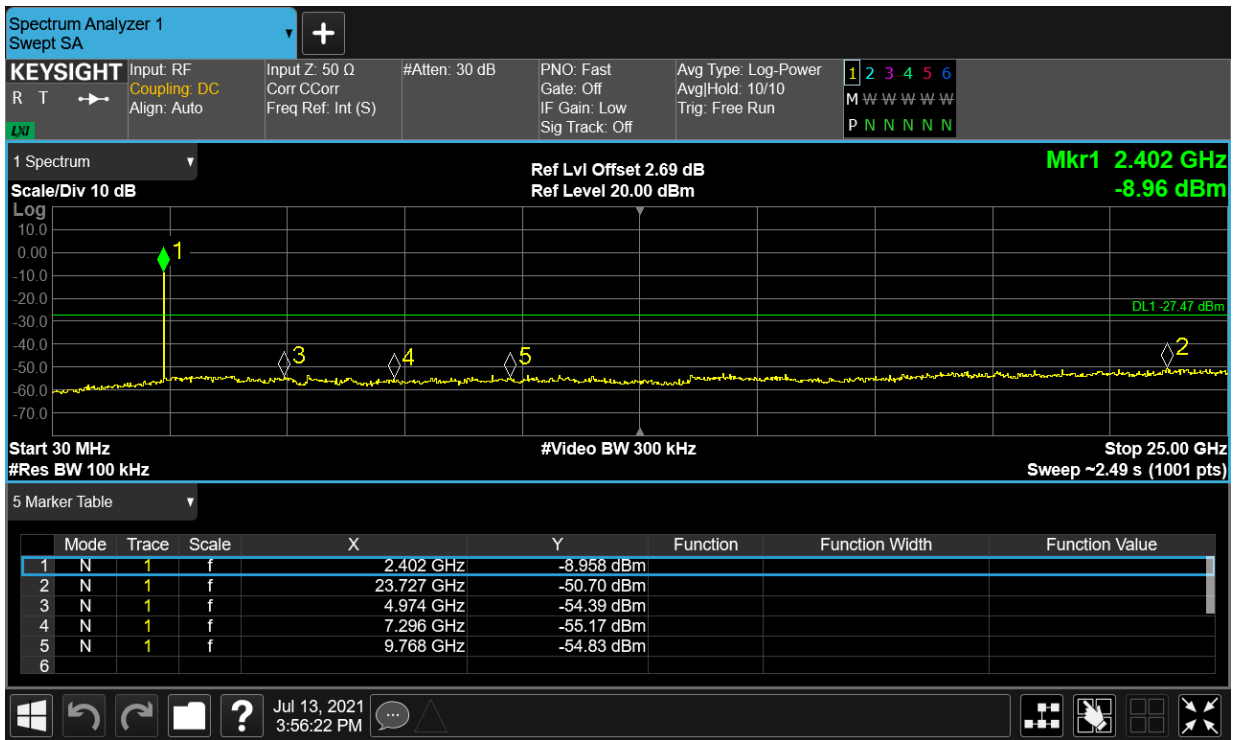 Spectrum Analyzer 1
Swept SA
KEYSIGHT
R T
LXI
Input: RF
Coupling: DC
Align: Auto
Input Z: 50 Ω
Corr CCorr
Freq Ref: Int (S)
#Atten: 30 dB
PNO: Fast
Gate: Off
IF Gain: Low
Sig Track: Off
Avg Type: Log-Power
Avg|Hold: 10/10
Trig: Free Run
1 2 3 4 5 6
M W W W W W
P N N N N N
1 Spectrum
Scale/Div 10 dB
Ref Lvl Offset 2.69 dB
Ref Level 20.00 dBm
Mkr1 2.402 GHz
-8.96 dBm
Log
10.0
0.00
-10.0
-20.0
-30.0
-40.0
-50.0
-60.0
-70.0
1
3
4
5
2
DL1 -27.47 dBm
Start 30 MHz
#Video BW 300 kHz
Stop 25.00 GHz
#Res BW 100 kHz
Sweep ~2.49 s (1001 pts)
5 Marker Table
Mode Trace Scale X Y Function Function Width Function Value
1 N 1 f 2.402 GHz -8.958 dBm
2 N 1 f 23.727 GHz -50.70 dBm
3 N 1 f 4.974 GHz -54.39 dBm
4 N 1 f 7.296 GHz -55.17 dBm
5 N 1 f 9.768 GHz -54.83 dBm
6
?
Jul 13, 2021
3:56:22 PM